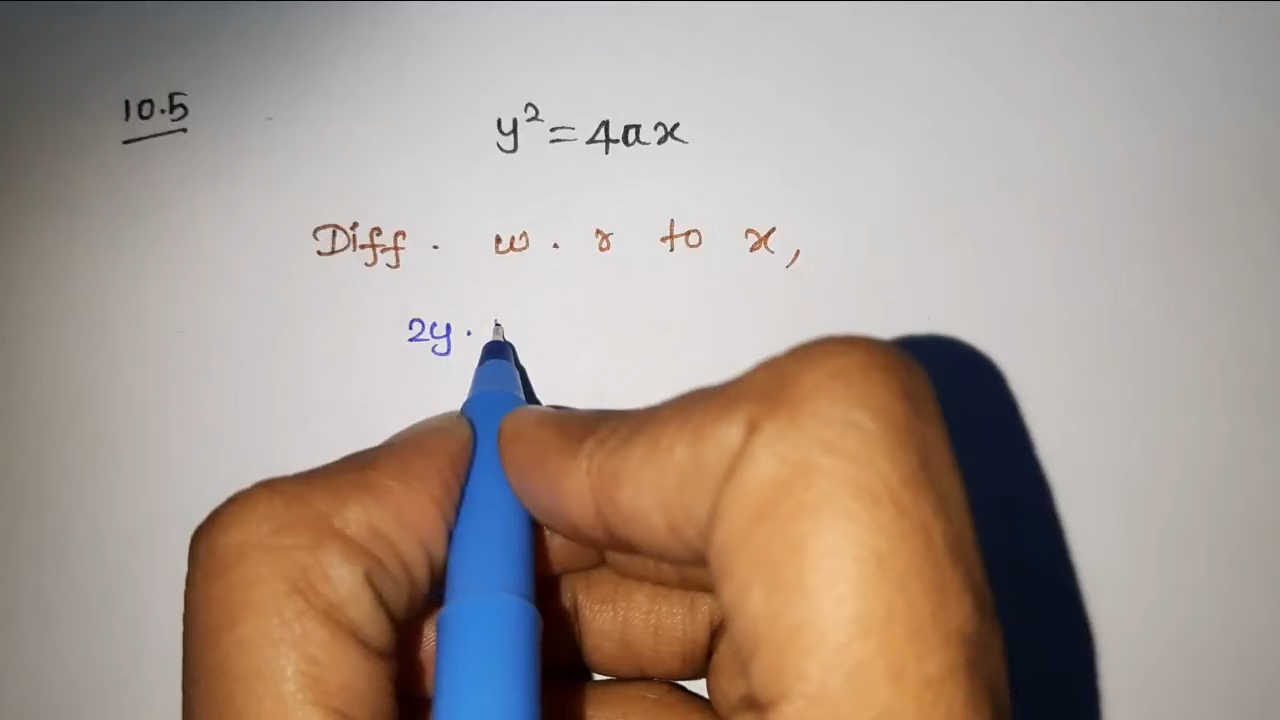 10.5
y² = 4ax
Diff. w.r to x,
2y.